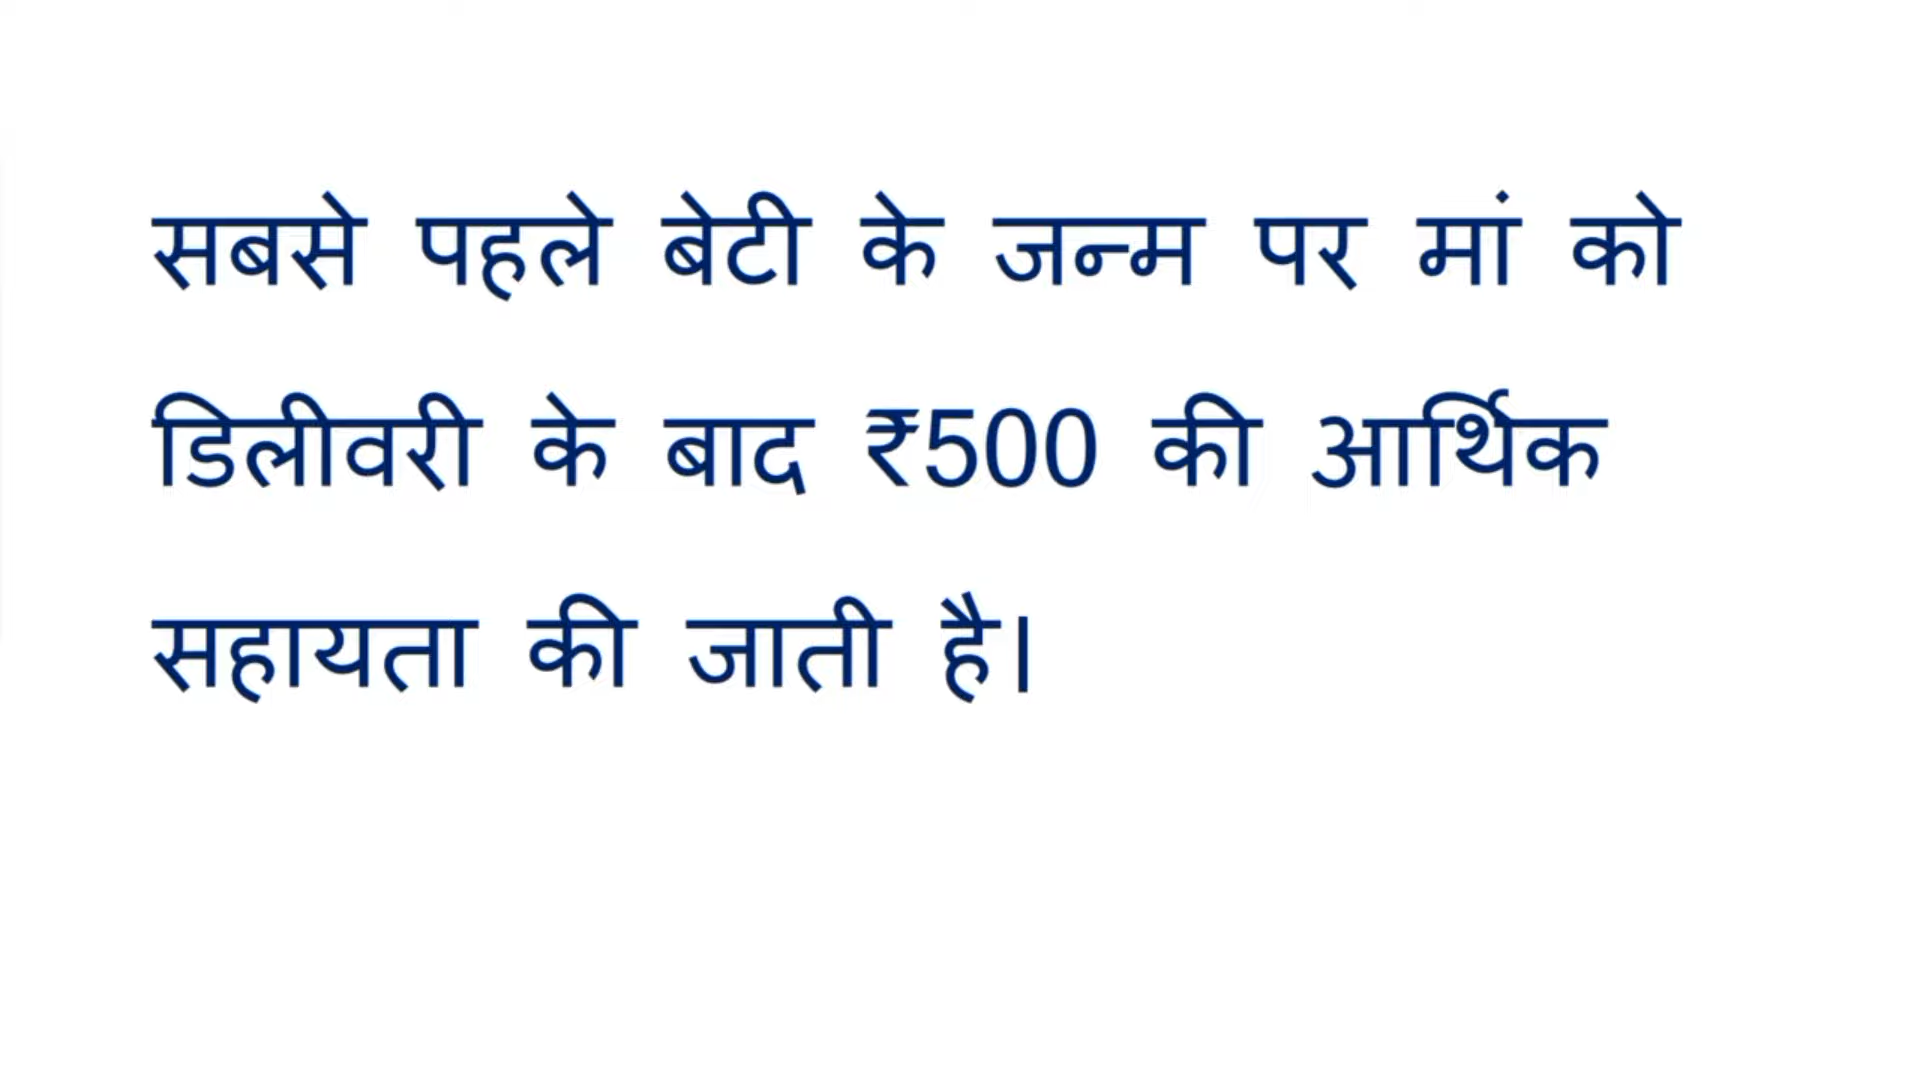 सबसे पहले बेटी के जन्म पर मां को
डिलीवरी के बाद ₹500 की आर्थिक
सहायता की जाती है।